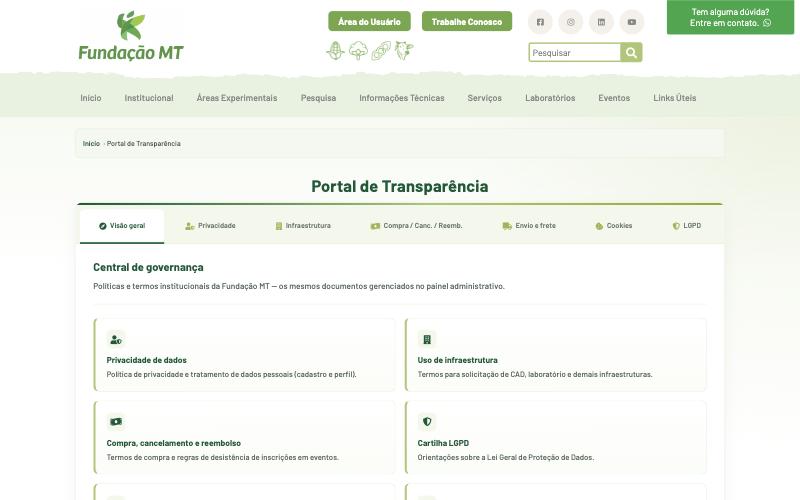 Tem alguma dúvida?
Entre em contato.
Área do Usuário
Trabalhe Conosco
Fundação MT
Pesquisar
Início
Institucional
Áreas Experimentais
Pesquisa
Informações Técnicas
Serviços
Laboratórios
Eventos
Links Úteis
Início › Portal de Transparência
Portal de Transparência
Visão geral
Privacidade
Infraestrutura
Compra / Canc. / Reemb.
Envio e frete
Cookies
LGPD
Central de governança
Políticas e termos institucionais da Fundação MT — os mesmos documentos gerenciados no painel administrativo.
Privacidade de dados
Política de privacidade e tratamento de dados pessoais (cadastro e perfil).
Uso de infraestrutura
Termos para solicitação de CAD, laboratório e demais infraestruturas.
Compra, cancelamento e reembolso
Termos de compra e regras de desistência de inscrições em eventos.
Cartilha LGPD
Orientações sobre a Lei Geral de Proteção de Dados.